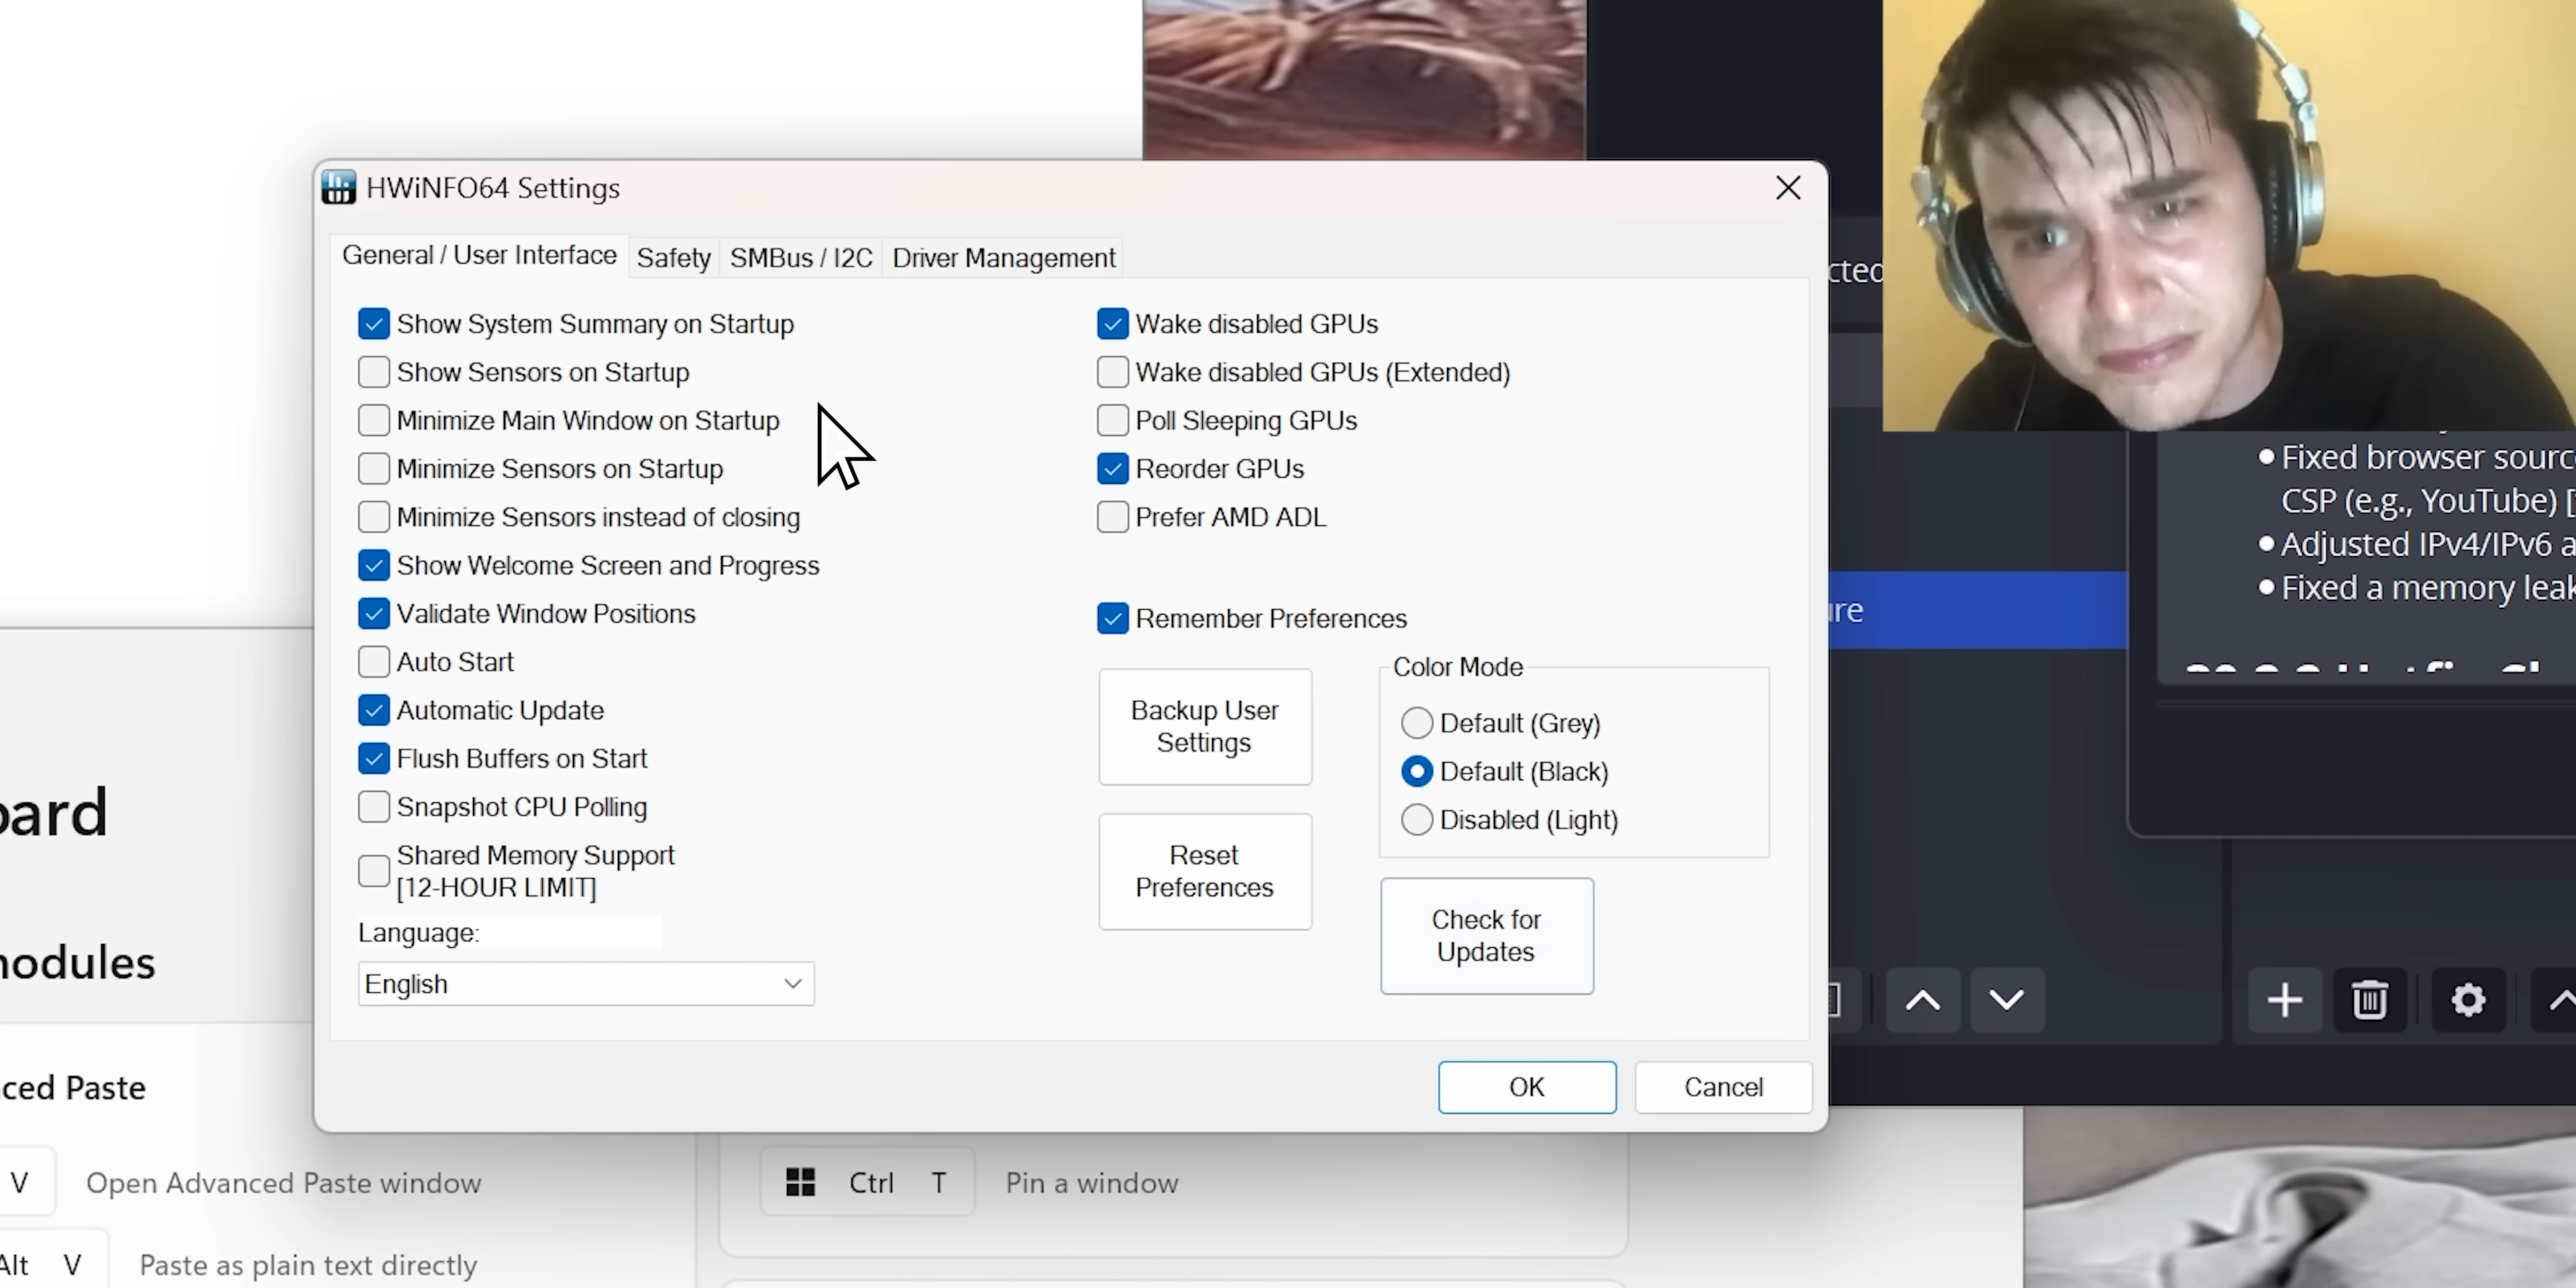 HWiNFO64 Settings
General / User Interface
Safety
SMBus / I2C
Driver Management
Show System Summary on Startup
Show Sensors on Startup
Minimize Main Window on Startup
Minimize Sensors on Startup
Minimize Sensors instead of closing
Show Welcome Screen and Progress
Validate Window Positions
Auto Start
Automatic Update
Flush Buffers on Start
Snapshot CPU Polling
Shared Memory Support
[12-HOUR LIMIT]
Language:
English
Wake disabled GPUs
Wake disabled GPUs (Extended)
Poll Sleeping GPUs
Reorder GPUs
Prefer AMD ADL
Remember Preferences
Backup User
Settings
Reset
Preferences
Color Mode
Default (Grey)
Default (Black)
Disabled (Light)
Check for
Updates
OK
Cancel
cted
ure
Fixed browser sourc
CSP (e.g., YouTube) [
Adjusted IPv4/IPv6 a
Fixed a memory leak
oard
nodules
ced Paste
V
Open Advanced Paste window
Alt V
Paste as plain text directly
Ctrl T
Pin a window